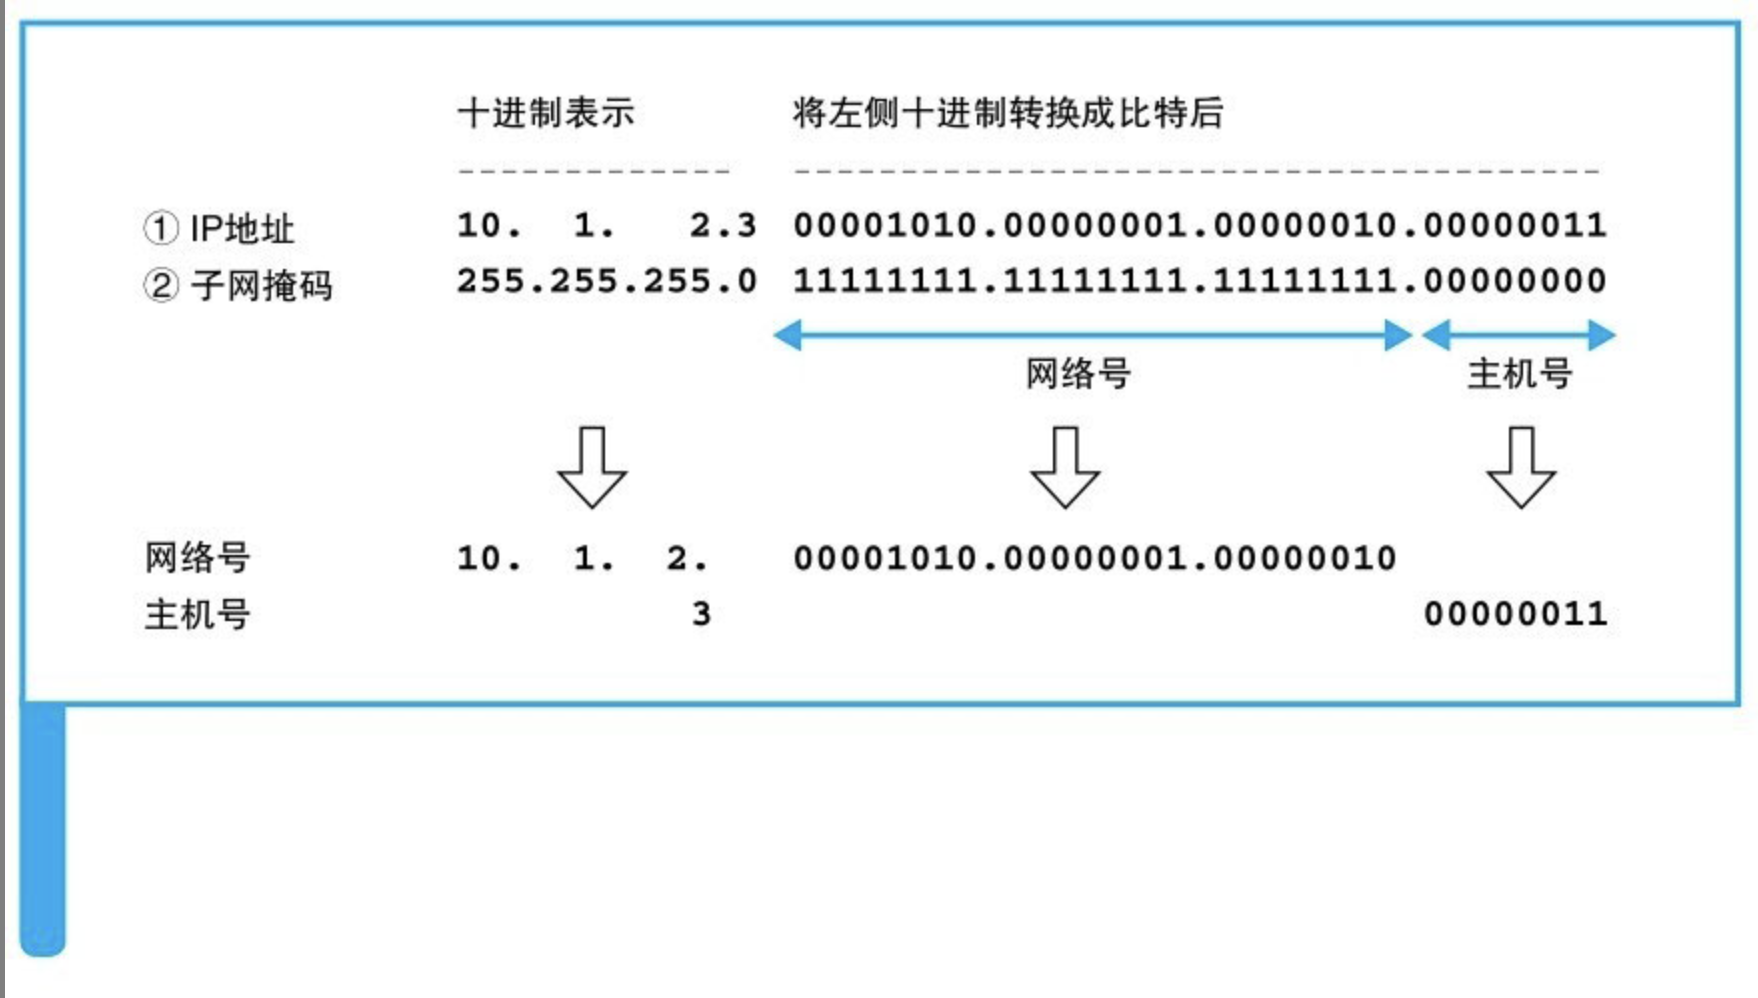 十进制表示 将左侧十进制转换成比特后
① IP地址 10. 1. 2.3 00001010.00000001.00000010.00000011
② 子网掩码 255.255.255.0 11111111.11111111.11111111.00000000
网络号 主机号
网络号 10. 1. 2. 00001010.00000001.00000010
主机号 3 00000011